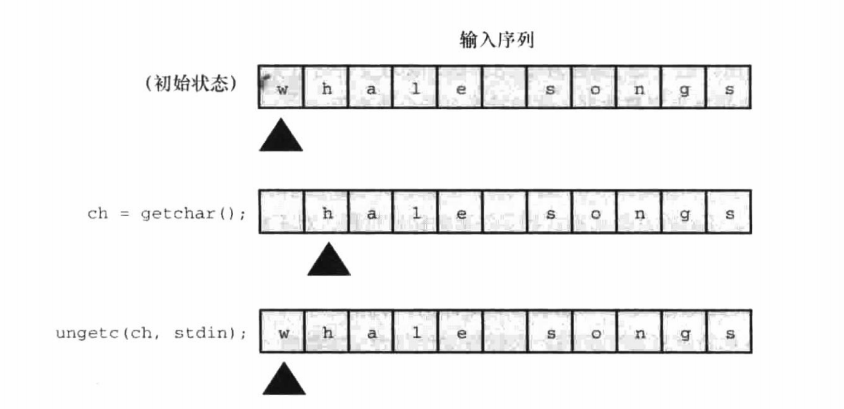 输入序列
(初始状态) w h a l e s o n g s
ch = getchar(); h a l e s o n g s
ungetc(ch, stdin); w h a l e s o n g s